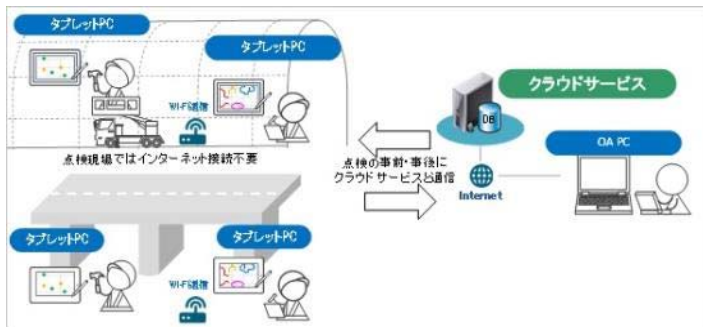 タブレットPC
タブレットPC
Wi-Fi通信
点検現場ではインターネット接続不要
タブレットPC
タブレットPC
Wi-Fi通信
点検の事前・事後に
クラウドサービスと通信
クラウドサービス
DB
Internet
OA PC